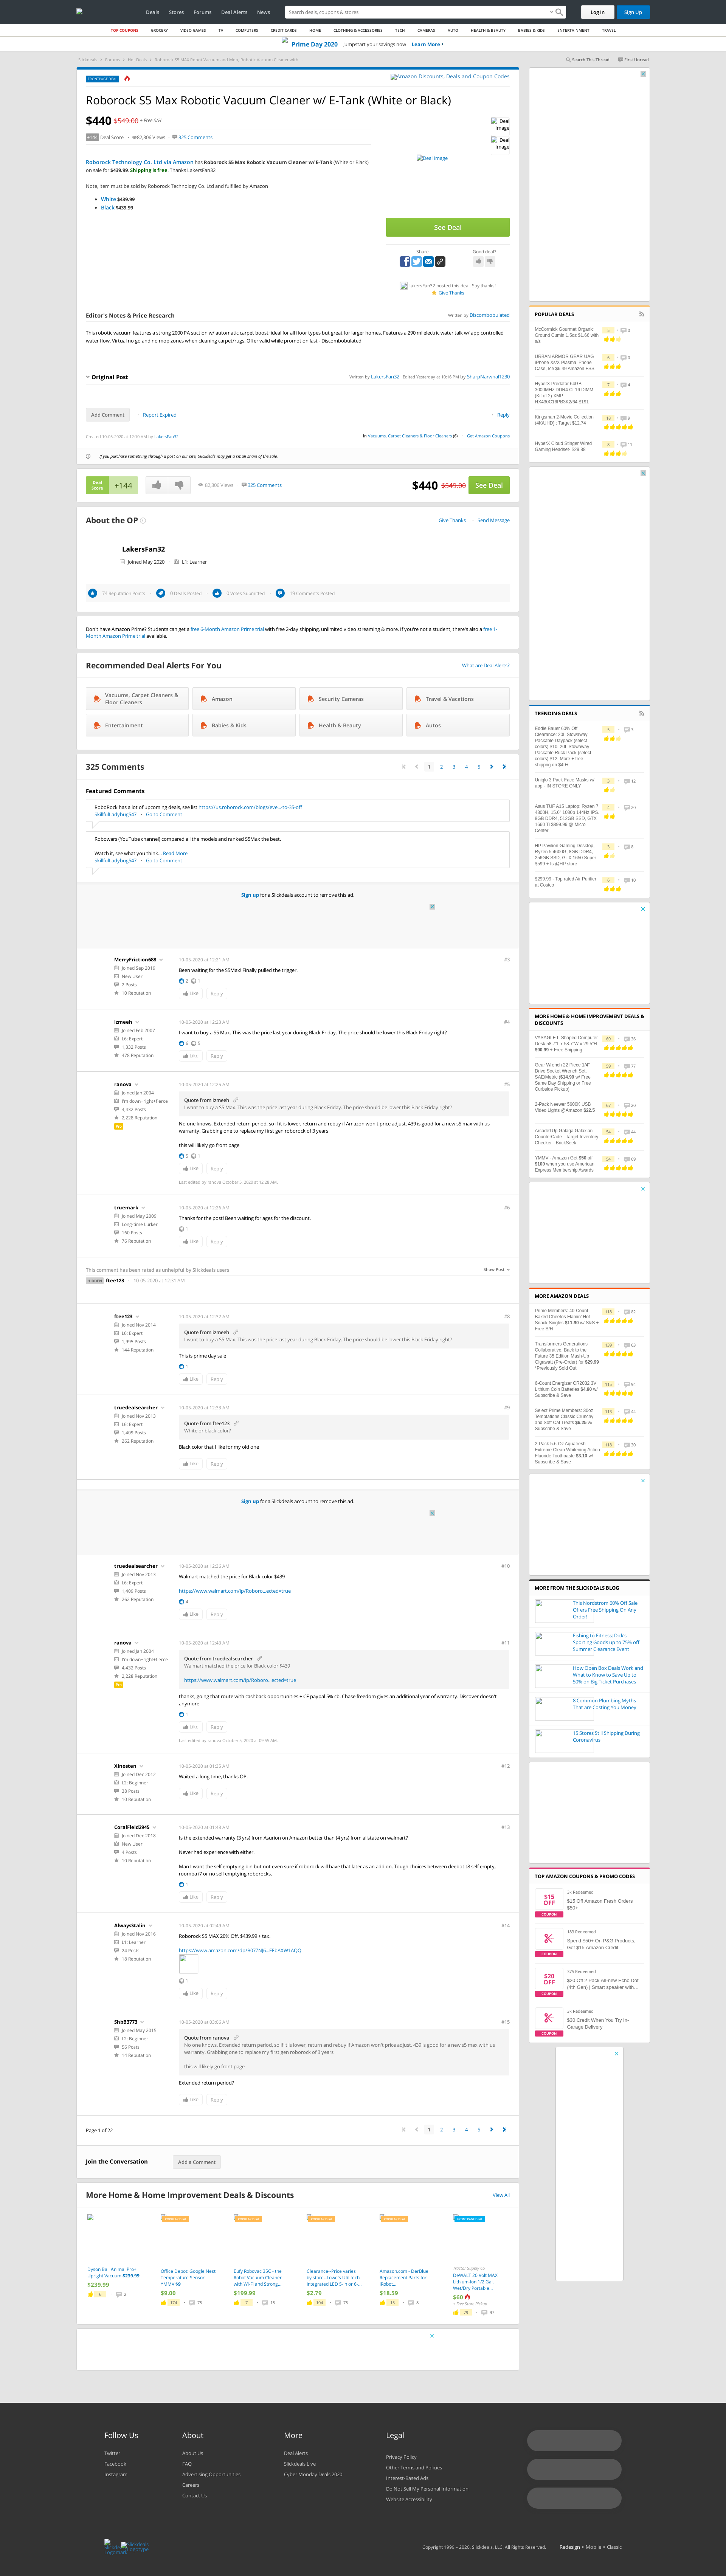 Deals Stores Forums Deal Alerts News
Search deals, coupons & stores
Log In Sign Up
TOP COUPONS GROCERY VIDEO GAMES TV COMPUTERS CREDIT CARDS HOME CLOTHING & ACCESSORIES TECH CAMERAS AUTO HEALTH & BEAUTY BABIES & KIDS ENTERTAINMENT TRAVEL
Prime Day 2020 Jumpstart your savings now Learn More ›
Search This Thread First Unread
FRONTPAGE DEAL
Amazon Discounts, Deals and Coupon Codes
Roborock S5 Max Robotic Vacuum Cleaner w/ E-Tank (White or Black)
$440 $549.00 + Free S/H
Deal Score 82,306 Views 325 Comments
Deal Image
Deal Image
Deal Image
Roborock Technology Co. Ltd via Amazon has Roborock S5 Max Robotic Vacuum Cleaner w/ E-Tank (White or Black) on sale for $439.99. Shipping is free. Thanks LakersFan32
Note, item must be sold by Roborock Technology Co. Ltd and fulfilled by Amazon
White $439.99
Black $439.99
See Deal
Share Good deal?
LakersFan32 posted this deal. Say thanks!
Give Thanks
Editor's Notes & Price Research
Written by Discombobulated
This robotic vacuum features a strong 2000 PA suction w/ automatic carpet boost; ideal for all floor types but great for larger homes. Features a 290 ml electric water talk w/ app-controlled water flow. Virtual no-go and no mop zones when cleaning carpet/rugs. Offer valid while promotion last - Discombobulated
Original Post
Written by LakersFan32 Edited Yesterday at 10:16 PM by SharpNarwhal1230
Add Comment Report Expired Reply
Created 10-05-2020 at 12:10 AM by LakersFan32
in Vacuums, Carpet Cleaners & Floor Cleaners (6) Get Amazon Coupons
If you purchase something through a post on our site, Slickdeals may get a small share of the sale.
Deal Score +144 82,306 Views 325 Comments $440 $549.00 See Deal
About the OP
Give Thanks Send Message
LakersFan32
Joined May 2020 L1: Learner
74 Reputation Points 0 Deals Posted 0 Votes Submitted 19 Comments Posted
Don't have Amazon Prime? Students can get a free 6-Month Amazon Prime trial with free 2-day shipping, unlimited video streaming & more. If you're not a student, there's also a free 1-Month Amazon Prime trial available.
Recommended Deal Alerts For You
What are Deal Alerts?
Vacuums, Carpet Cleaners & Floor Cleaners Amazon Security Cameras Travel & Vacations
Entertainment Babies & Kids Health & Beauty Autos
325 Comments
1 2 3 4 5
Featured Comments
RoboRock has a lot of upcoming deals, see list https://us.roborock.com/blogs/eve...-to-35-off
SkillfulLadybug547 Go to Comment
Robowars (YouTube channel) compared all the models and ranked S5Max the best.
Watch it, see what you think... Read More
SkillfulLadybug547 Go to Comment
Sign up for a Slickdeals account to remove this ad.
MerryFriction688
Joined Sep 2019
New User
2 Posts
10 Reputation
10-05-2020 at 12:21 AM #3
Been waiting for the S5Max! Finally pulled the trigger.
2 1
Like Reply
izmeeh
Joined Feb 2007
L6: Expert
1,332 Posts
478 Reputation
10-05-2020 at 12:23 AM #4
I want to buy a S5 Max. This was the price last year during Black Friday. The price should be lower this Black Friday right?
6 5
Like Reply
ranova
Joined Jan 2004
I'm down<right>fierce
4,432 Posts
2,228 Reputation
Pro
10-05-2020 at 12:25 AM #5
Quote from izmeeh
I want to buy a S5 Max. This was the price last year during Black Friday. The price should be lower this Black Friday right?
No one knows. Extended return period, so if it is lower, return and rebuy if Amazon won't price adjust. 439 is good for a new s5 max uts w/ warranty. Grabbing one to replace my first gen roborock of 3 years
this will likely go front page
5 1
Like Reply
Last edited by ranova October 5, 2020 at 12:28 AM.
truemark
Joined May 2009
Long-time Lurker
160 Posts
76 Reputation
10-05-2020 at 12:26 AM #6
Thanks for the post! Been waiting for ages for the discount.
1
Like Reply
This comment has been rated as unhelpful by Slickdeals users Show Post
HIDDEN ftee123 10-05-2020 at 12:31 AM
ftee123
Joined Nov 2014
L6: Expert
1,995 Posts
144 Reputation
10-05-2020 at 12:32 AM #8
Quote from izmeeh
I want to buy a S5 Max. This was the price last year during Black Friday. The price should be lower this Black Friday right?
This is prime day sale
1
Like Reply
truedealsearcher
Joined Nov 2013
L6: Expert
1,409 Posts
262 Reputation
10-05-2020 at 12:33 AM #9
Quote from ftee123
White or black color?
Black color that I like for my old one
Like Reply
Sign up for a Slickdeals account to remove this ad.
truedealsearcher
Joined Nov 2013
L6: Expert
1,409 Posts
262 Reputation
10-05-2020 at 12:36 AM #10
Walmart matched the price for Black color $439
https://www.walmart.com/ip/Roboro...ected=true
4
Like Reply
ranova
Joined Jan 2004
I'm down<right>fierce
4,432 Posts
2,228 Reputation
Pro
10-05-2020 at 12:43 AM #11
Quote from truedealsearcher
Walmart matched the price for Black color $439
https://www.walmart.com/ip/Roboro...ected=true
thanks, going that route with cashback opportunities + CF paypal 5% cb. Chase freedom gives an additional yr of warranty. Discover doesn't anymore
1
Like Reply
Xinosten
Joined Dec 2012
L2: Beginner
38 Posts
10 Reputation
10-05-2020 at 01:35 AM #12
Waited a long time, thanks OP.
Like Reply
CoralField2945
Joined Dec 2018
New User
4 Posts
10 Reputation
10-05-2020 at 01:48 AM #13
Is the extended warranty (3 yrs) from Asurion on Amazon better than (4 yrs) from allstate on walmart?
Never had experience with either.
Man I want the self emptying bin but not even if roborock will have that later as an add on. Tough choices between deebot t8 self empty, roomba i7 or no self emptying roborocks.
1
Like Reply
AlwaysStalin
Joined Nov 2016
L1: Learner
24 Posts
18 Reputation
10-05-2020 at 02:49 AM #14
Roborock S5 MAX 20% Off. $439.99 + tax.
1
Like Reply
ShbB3773
Joined May 2015
L2: Beginner
56 Posts
14 Reputation
10-05-2020 at 03:06 AM #15
Quote from ranova
No one knows. Extended return period, so if it is lower, return and rebuy if Amazon won't price adjust. 439 is good for a new s5 max uts w/ warranty. Grabbing one to replace my first gen roborock of 3 years
this will likely go front page
Extended return period?
Like Reply
Page 1 of 22 1 2 3 4 5
Join the Conversation Add a Comment
More Home & Home Improvement Deals & Discounts View All
Dyson Ball Animal Pro+ Upright Vacuum $239.99
$239.99
Office Depot: Google Nest Temperature Sensor YMMV $9
$9.00
Eufy Robovac 35C - the Robot Vacuum Cleaner with Wi-Fi and Strong...
$199.99
Clearance--Price varies by store--Lowe's Utilitech Integrated LED 5-in or 6-...
$2.79
Amazon.com - DerBlue Replacement Parts for iRobot...
$18.59
Tractor Supply Co
DeWALT 20 Volt MAX Lithium-Ion 1/2 Gal. Wet/Dry Portable...
$60
+ Free Store Pickup
POPULAR DEALS
McCormick Gourmet Organic Ground Cumin 1.5oz $1.66 with s/s
URBAN ARMOR GEAR UAG iPhone Xs/X Plasma iPhone Case, Ice $6.49 Amazon FSS
HyperX Predator 64GB 3000MHz DDR4 CL16 DIMM (Kit of 2) XMP HX430C16PB3K2/64 $191
Kingsman 2-Movie Collection (4K/UHD) : Target $12.74
HyperX Cloud Stinger Wired Gaming Headset- $29.88
TRENDING DEALS
Eddie Bauer 60% Off Clearance: 20L Stowaway Packable Daypack (select colors) $10, 20L Stowaway Packable Ruck Pack (select colors) $12, More + free shipping on $49+
Uniqlo 3 Pack Face Masks w/ app - IN STORE ONLY
Asus TUF A15 Laptop: Ryzen 7 4800H, 15.6" 1080p 144Hz IPS, 8GB DDR4, 512GB SSD, GTX 1660 Ti $899.99 @ Micro Center
HP Pavilion Gaming Desktop, Ryzen 5 4600G, 8GB DDR4, 256GB SSD, GTX 1650 Super - $599 + fs @HP store
$299.99 - Top rated Air Purifier at Costco
MORE HOME & HOME IMPROVEMENT DEALS & DISCOUNTS
VASAGLE L-Shaped Computer Desk 58.7"L x 58.7"W x 29.5"H $90.99 + Free Shipping
Gear Wrench 22 Piece 1/4" Drive Socket Wrench Set, SAE/Metric ($14.99 w/ Free Same Day Shipping or Free Curbside Pickup)
2-Pack Neewer 5600K USB Video Lights @Amazon $22.5
Arcade1Up Galaga Galaxian CounterCade - Target Inventory Checker - BrickSeek
YMMV - Amazon Get $50 off $100 when you use American Express Membership Awards
MORE AMAZON DEALS
Prime Members: 40-Count Baked Cheetos Flamin' Hot Snack Singles $11.90 w/ S&S + Free S/H
Transformers Generations Collaborative: Back to the Future 35 Edition Mash-Up Gigawatt (Pre-Order) for $29.99 *Previously Sold Out
6-Count Energizer CR2032 3V Lithium Coin Batteries $4.80 w/ Subscribe & Save
Select Prime Members: 30oz Temptations Classic Crunchy and Soft Cat Treats $6.25 w/ Subscribe & Save
2-Pack 5.6-Oz Aquafresh Extreme Clean Whitening Action Fluoride Toothpaste $3.10 w/ Subscribe & Save
MORE FROM THE SLICKDEALS BLOG
This Nordstrom 60% Off Sale Offers Free Shipping On Any Order!
Fishing to Fitness: Dick's Sporting Goods up to 75% off Summer Clearance Event
How Open Box Deals Work and What to Know to Save Up to 50% on Big Ticket Purchases
8 Common Plumbing Myths That are Costing You Money
15 Stores Still Shipping During Coronavirus
TOP AMAZON COUPONS & PROMO CODES
$15 OFF COUPON
$15 Off Amazon Fresh Orders $50+
COUPON
Spend $50+ On P&G Products, Get $15 Amazon Credit
$20 OFF COUPON
$20 Off 2 Pack All-new Echo Dot (4th Gen) | Smart speaker with...
COUPON
$30 Credit When You Try In-Garage Delivery
Follow Us
Twitter
Facebook
Instagram
About
About Us
FAQ
Advertising Opportunities
Careers
Contact Us
More
Deal Alerts
Slickdeals Live
Cyber Monday Deals 2020
Legal
Privacy Policy
Other Terms and Policies
Interest-Based Ads
Do Not Sell My Personal Information
Website Accessibility
Copyright 1999 - 2020. Slickdeals, LLC. All Rights Reserved. Redesign • Mobile • Classic